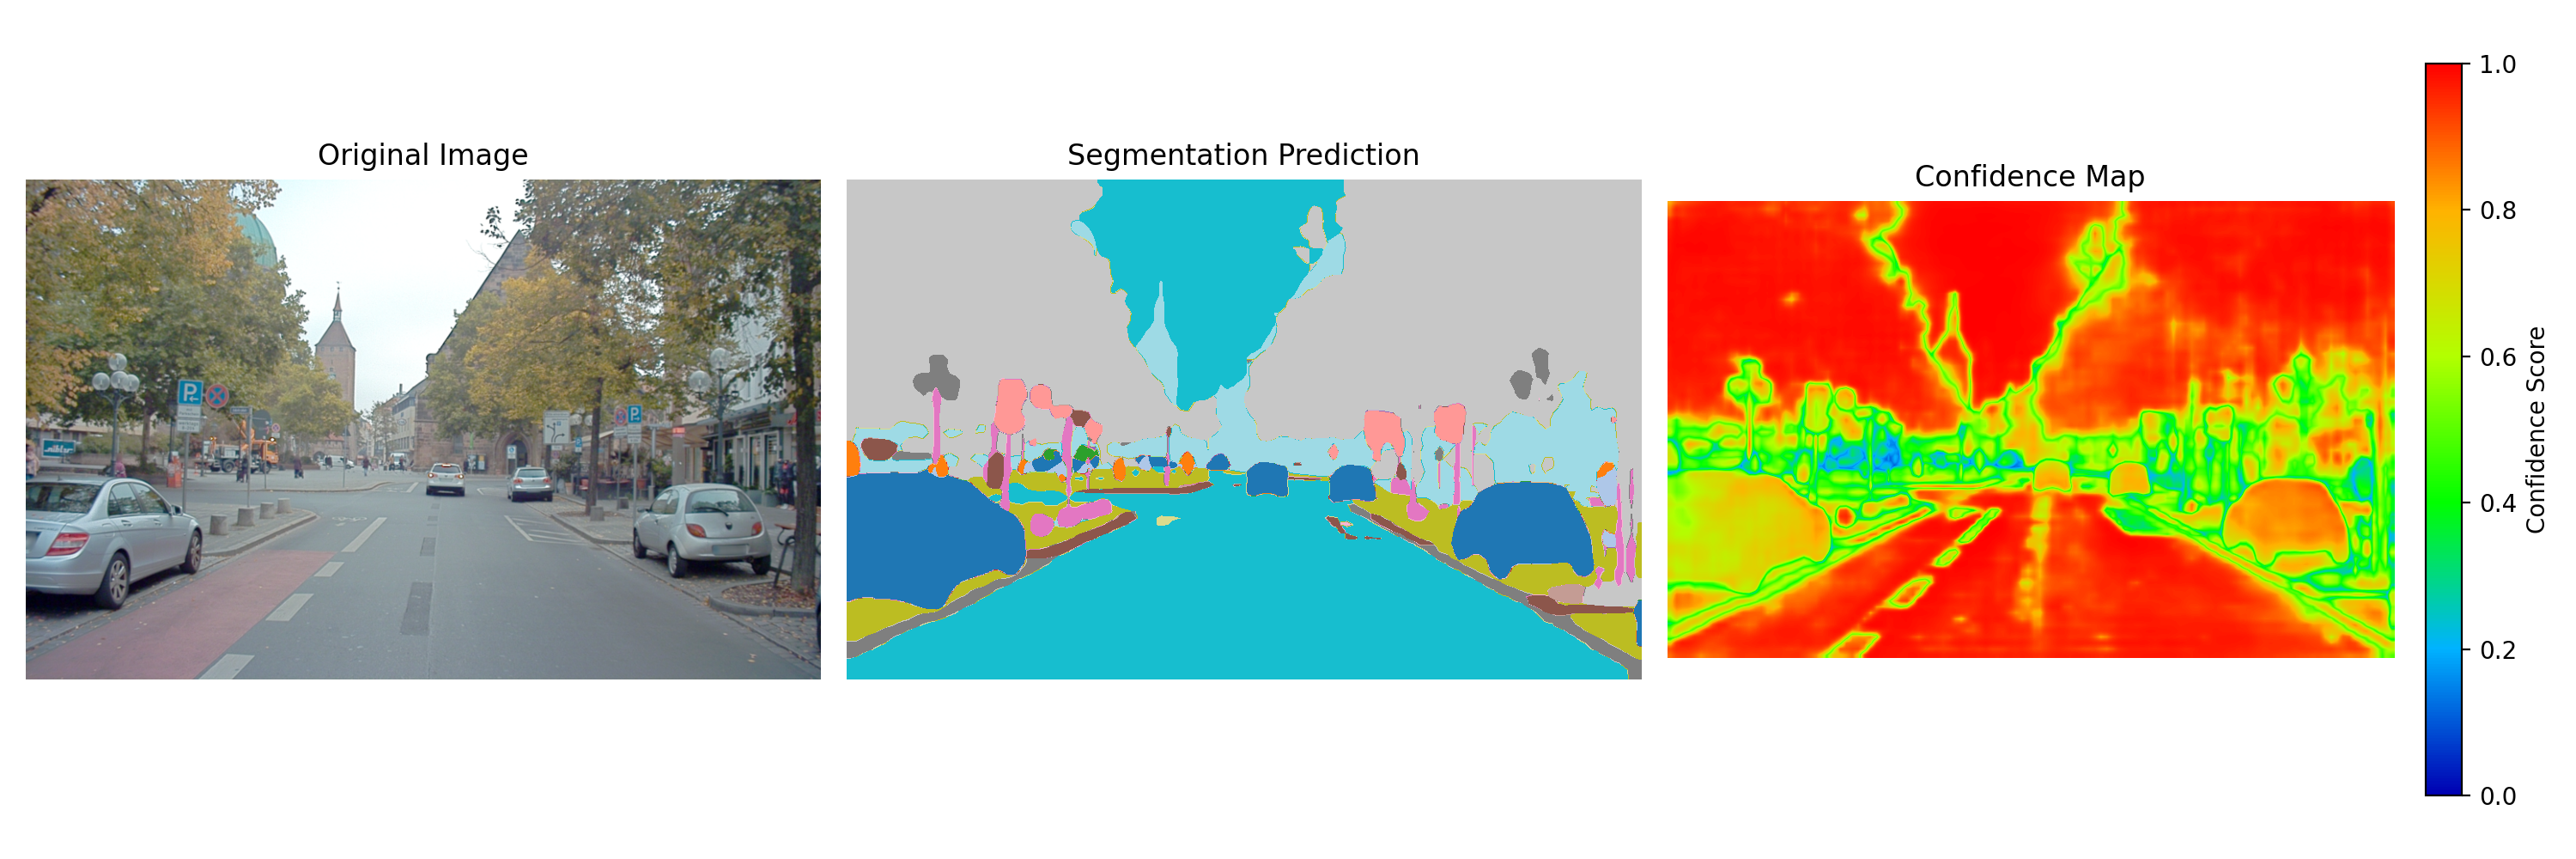 Original Image
Segmentation Prediction
Confidence Map
P
P
1.0
0.8
0.6
0.4
0.2
0.0
Confidence Score